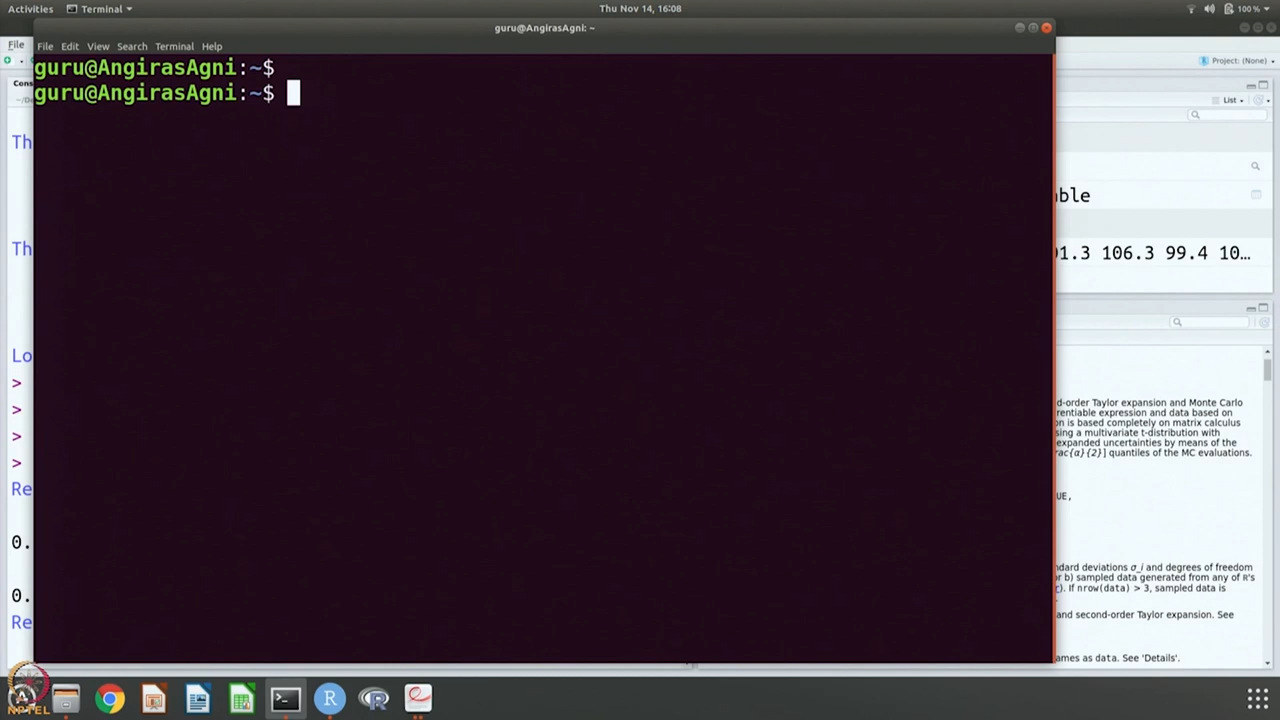 Activities
Terminal
Thu Nov 14, 16:08
100 %
guru@AngirasAgni: ~
File Edit View Search Terminal Help
guru@AngirasAgni:~$
guru@AngirasAgni:~$
File
Project: (None)
Cons
List
Th
able
Th
01.3 106.3 99.4 10…
Lo
>
>
>
>
Re
0.
0.
Re
d-order Taylor expansion and Monte Carlo
rentiable expression and data based on
n is based completely on matrix calculus
sing a multivariate t-distribution with
expanded uncertainties by means of the
rac{α}{2}] quantiles of the MC evaluations.
UE,
ndard deviations σ_i and degrees of freedom
or b) sampled data generated from any of R's
). If nrow(data) > 3, sampled data is
and second-order Taylor expansion. See
ames as data. See 'Details'.
NPTEL